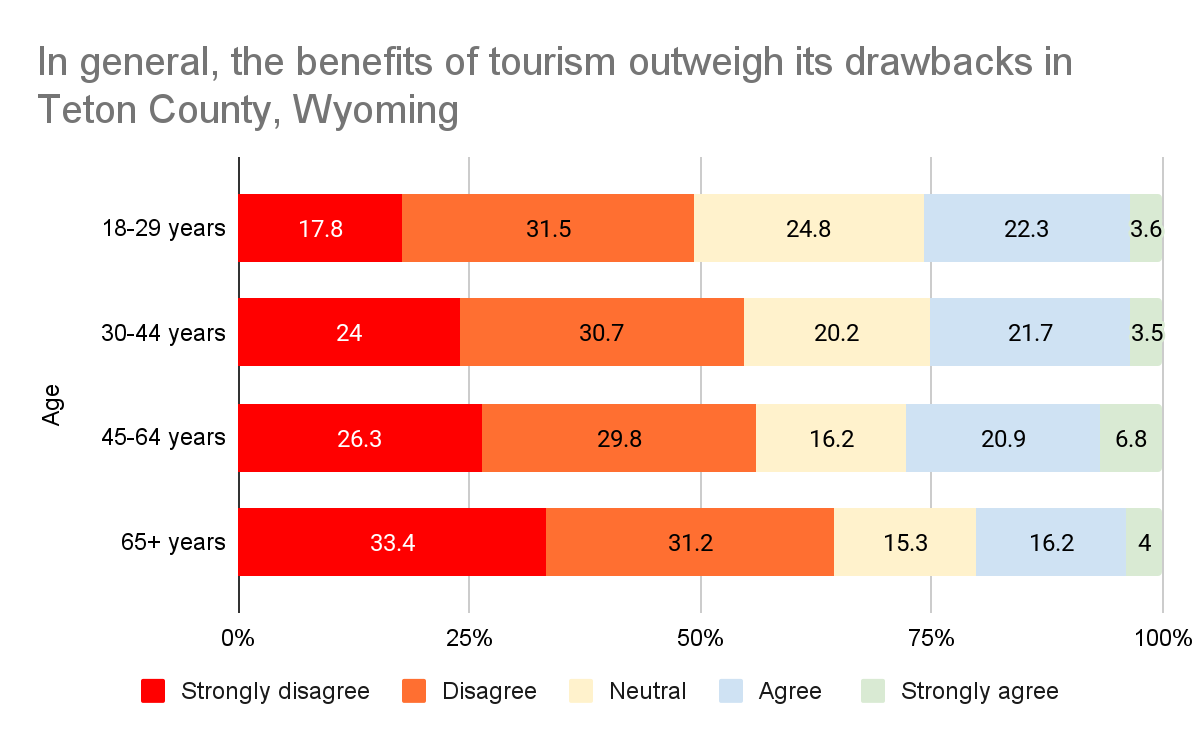 In general, the benefits of tourism outweigh its drawbacks in
Teton County, Wyoming
Age
18-29 years
17.8
31.5
24.8
22.3
3.6
30-44 years
24
30.7
20.2
21.7
3.5
45-64 years
26.3
29.8
16.2
20.9
6.8
65+ years
33.4
31.2
15.3
16.2
4
0%
25%
50%
75%
100%
Strongly disagree
Disagree
Neutral
Agree
Strongly agree